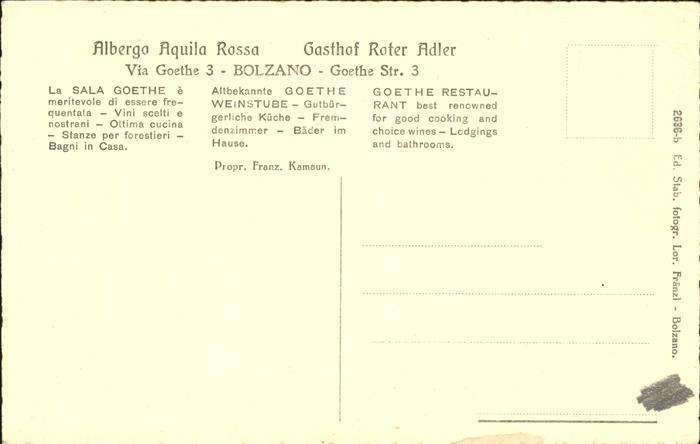 Albergo Aquila Rossa Gasthof Roter Adler
Via Goethe 3 - BOLZANO - Goethe Str. 3
La SALA GOETHE è
meritevole di essere fre-
quentata – Vini scelti e
nostrani – Ottima cucina
– Stanze per forestieri –
Bagni in Casa.
Altbekannte GOETHE
WEINSTUBE – Gutbür-
gerliche Küche – Frem-
denzimmer – Bäder im
Hause.
Propr. Franz. Kamaun.
GOETHE RESTAU-
RANT best renowned
for good cooking and
choice wines – Lodgings
and bathrooms.
2636-b Ed. Stab. fotogr. Lor. Fränzl - Bolzano.